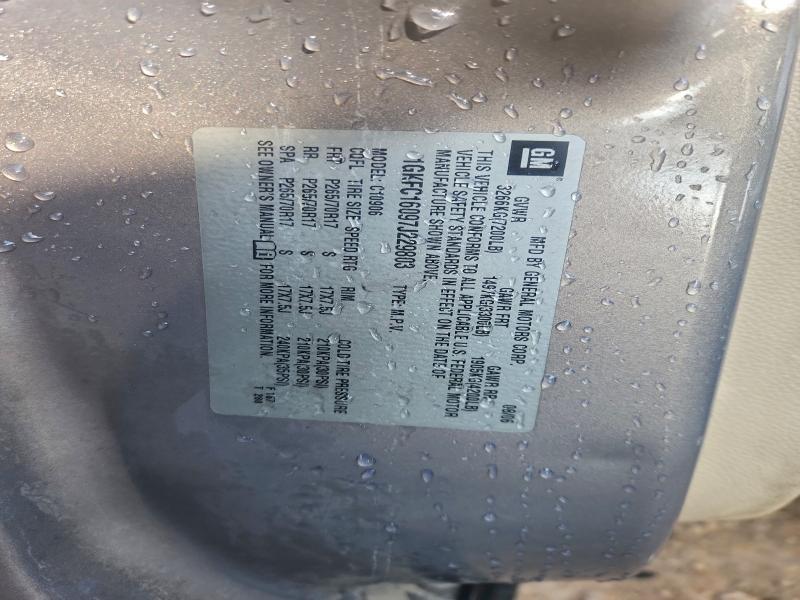 GM
MFD BY GENERAL MOTORS CORP. 09/06
GVWR GAWR FRT GAWR RR
3266KG(7200LB) 1497KG(3300LB) 1905KG(4200LB)
THIS VEHICLE CONFORMS TO ALL APPLICABLE U.S. FEDERAL MOTOR
VEHICLE SAFETY STANDARDS IN EFFECT ON THE DATE OF
MANUFACTURE SHOWN ABOVE.
1GKFC16097J229803 TYPE: M.P.V.
MODEL: C10906
COFL TIRE SIZE SPEED RTG RIM COLD TIRE PRESSURE
FRT P265/70R17 S 17X7.5J 210KPA(30PSI)
RR P265/70R17 S 17X7.5J 210KPA(30PSI)
SPA P265/70R17 S 17X7.5J 240KPA(35PSI)
SEE OWNER'S MANUAL FOR MORE INFORMATION.
F 167
T 288